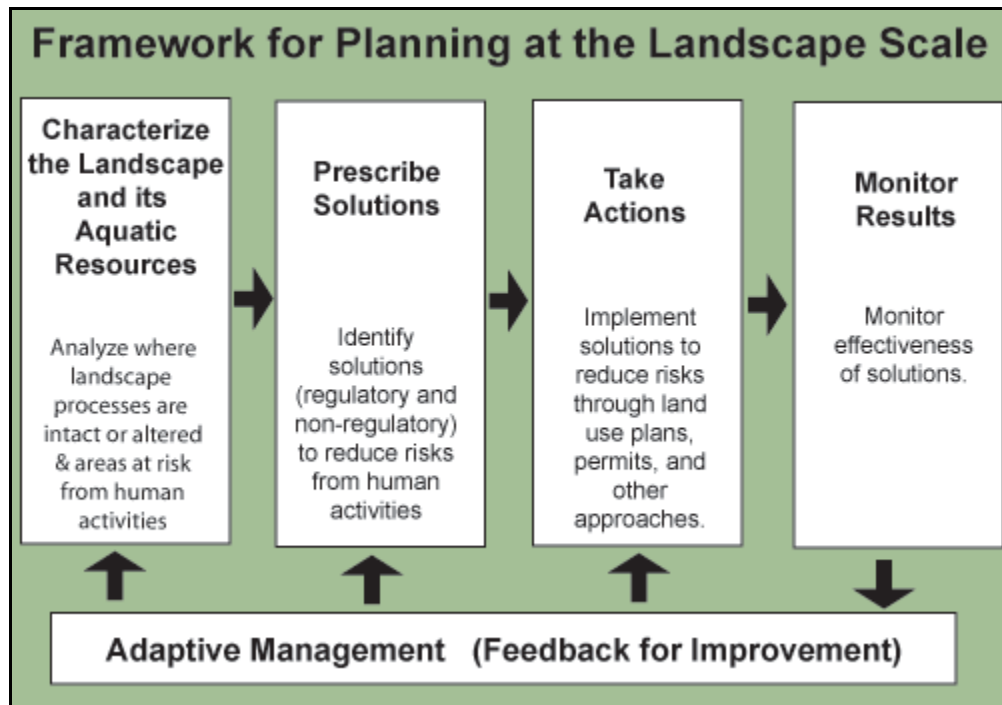 Framework for Planning at the Landscape Scale
Characterize
the Landscape
and its
Aquatic
Resources
Analyze where
landscape
processes are
intact or altered
& areas at risk
from human
activities
Prescribe
Solutions
Identify
solutions
(regulatory and
non-regulatory)
to reduce risks
from human
activities
Take
Actions
Implement
solutions to
reduce risks
through land
use plans,
permits, and
other
approaches.
Monitor
Results
Monitor
effectiveness
of solutions.
Adaptive Management (Feedback for Improvement)